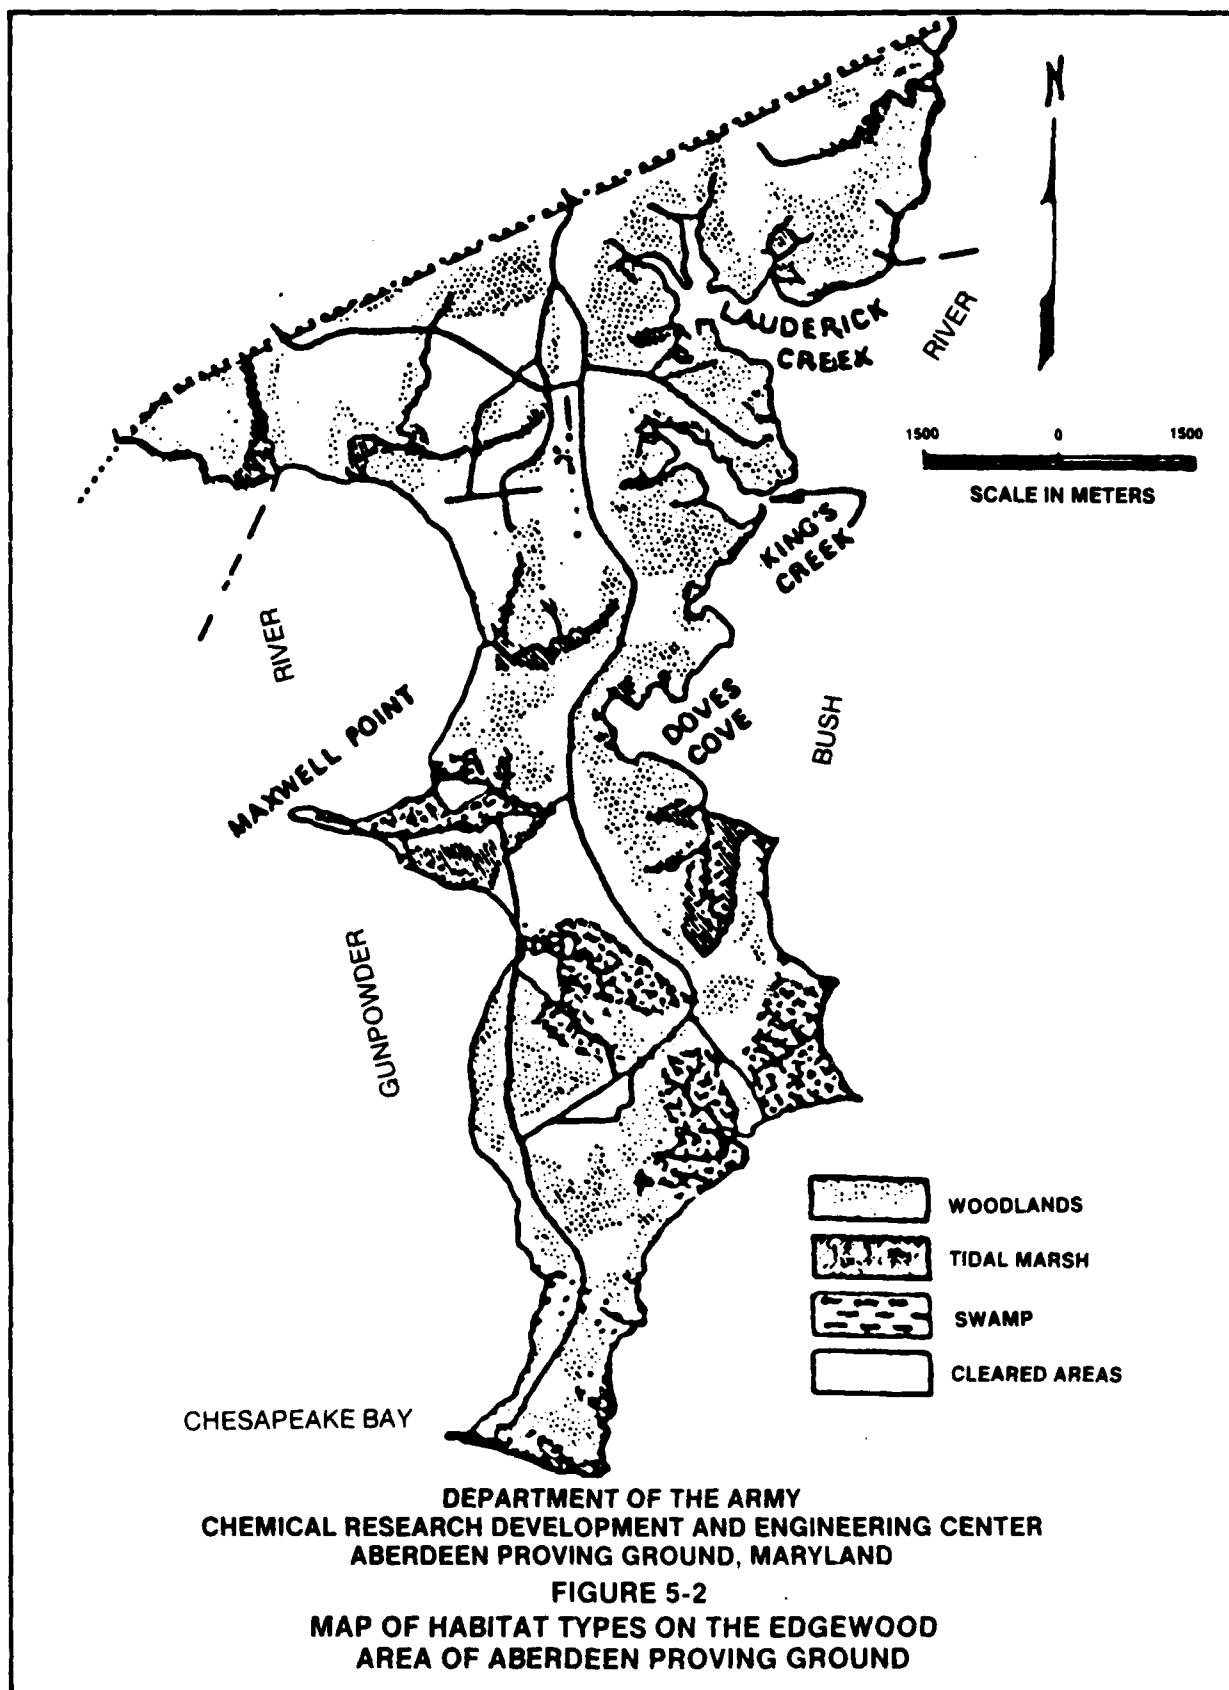 N
LAUDERICK
CREEK
RIVER
1500 0 1500
SCALE IN METERS
KING'S
CREEK
RIVER
MAXWELL POINT
DOVES
COVE
BUSH
GUNPOWDER
WOODLANDS
TIDAL MARSH
SWAMP
CLEARED AREAS
CHESAPEAKE BAY
DEPARTMENT OF THE ARMY
CHEMICAL RESEARCH DEVELOPMENT AND ENGINEERING CENTER
ABERDEEN PROVING GROUND, MARYLAND
FIGURE 5-2
MAP OF HABITAT TYPES ON THE EDGEWOOD
AREA OF ABERDEEN PROVING GROUND